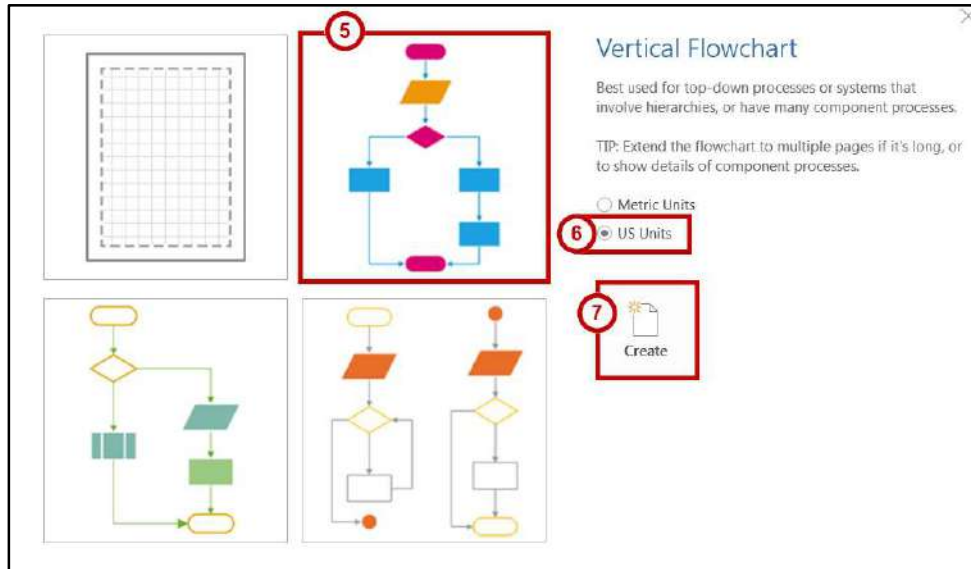 5
Vertical Flowchart
Best used for top-down processes or systems that
involve hierarchies, or have many component processes.
TIP: Extend the flowchart to multiple pages if it's long, or
to show details of component processes.
Metric Units
6
US Units
7
Create